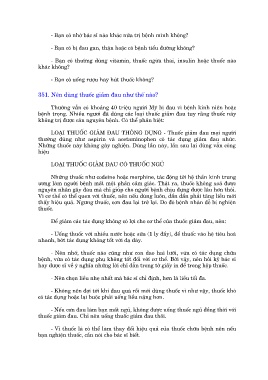 - Bạn có nhờ bác sĩ nào khác nữa trị bệnh mình không?
- Bạn có bị đau gan, thận hoặc có bệnh tiểu đường không?
- Bạn có thường dùng vitamin, thuốc ngừa thai, insulin hoặc thuốc nào
khác không?
- Bạn có uống rượu hay hút thuốc không?
351. Nên dùng thuốc giảm đau như thế nào?
Thường vẫn có khoảng 40 triệu người Mỹ bị đau vì bệnh kinh niên hoặc
bệnh trọng. Nhiều người đã dùng các loại thuốc giảm đau tuy rằng thuốc này
không trị được căn nguyên bệnh. Có thể phân biệt:
LOẠI THUỐC GIẢM ĐAU THÔNG DỤNG - Thuốc giảm đau mọi người
thường dùng như aspirin và acetaminophen có tác dụng giảm đau nhức.
Những thuốc này không gây nghiện. Dùng lâu này, lần sau lại dùng vẫn công
hiệu
LOẠI THUỐC GIẢM ĐAU CÓ THUỐC NGỦ
Những thuốc như codeine hoặc morphine, tác động tới hệ thần kinh trung
ương làm người bệnh mất một phần cảm giác. Thật ra, thuốc không xoá được
nguyên nhân gây đau mà chỉ giúp cho người bệnh chịu đựng được lâu hơn thôi.
Vì cơ thể có thể quen với thuốc, nên nếu dùng luôn, dần dần phải tăng liều mới
thấy hiệu quả. Ngưng thuốc, cơn đau lại trở lại. Do đó bệnh nhân dễ bị nghiện
thuốc.
Để giảm các tác dụng không có lợi cho cơ thể của thuốc giảm đau, nên:
- Uống thuốc với nhiều nước hoặc sữa (1 ly đầy), để thuốc vào hệ tiêu hoá
nhanh, bớt tác dụng không tốt với dạ dày.
- Nên nhớ, thuốc nào cũng như con dao hai lưỡi, vừa có tác dụng chữa
bệnh, vừa có tác dụng phụ không tốt đối với cơ thể. Bởi vậy, nên hỏi kỹ bác sĩ
hay dược sĩ về ý nghĩa những lời chỉ dẫn trong tờ giấy in để trong hộp thuốc.
- Nên chọn liều nhẹ nhất mà bác sĩ chỉ định, hơn là liều tối đa.
- Không nên đợi tới khi đau quá rồi mới dùng thuốc vì như vậy, thuốc khó
có tác dụng hoặc lại buộc phải uống liều nặng hơn.
- Nếu cơn đau làm bạn mất ngủ, không được uống thuốc ngủ đồng thời với
thuốc giảm đau. Chỉ nên uống thuốc giảm đau thôi.
- Vì thuốc lá có thể làm thay đổi hiệu quả của thuốc chữa bệnh nên nếu
bạn nghiện thuốc, cần nói cho bác sĩ biết.